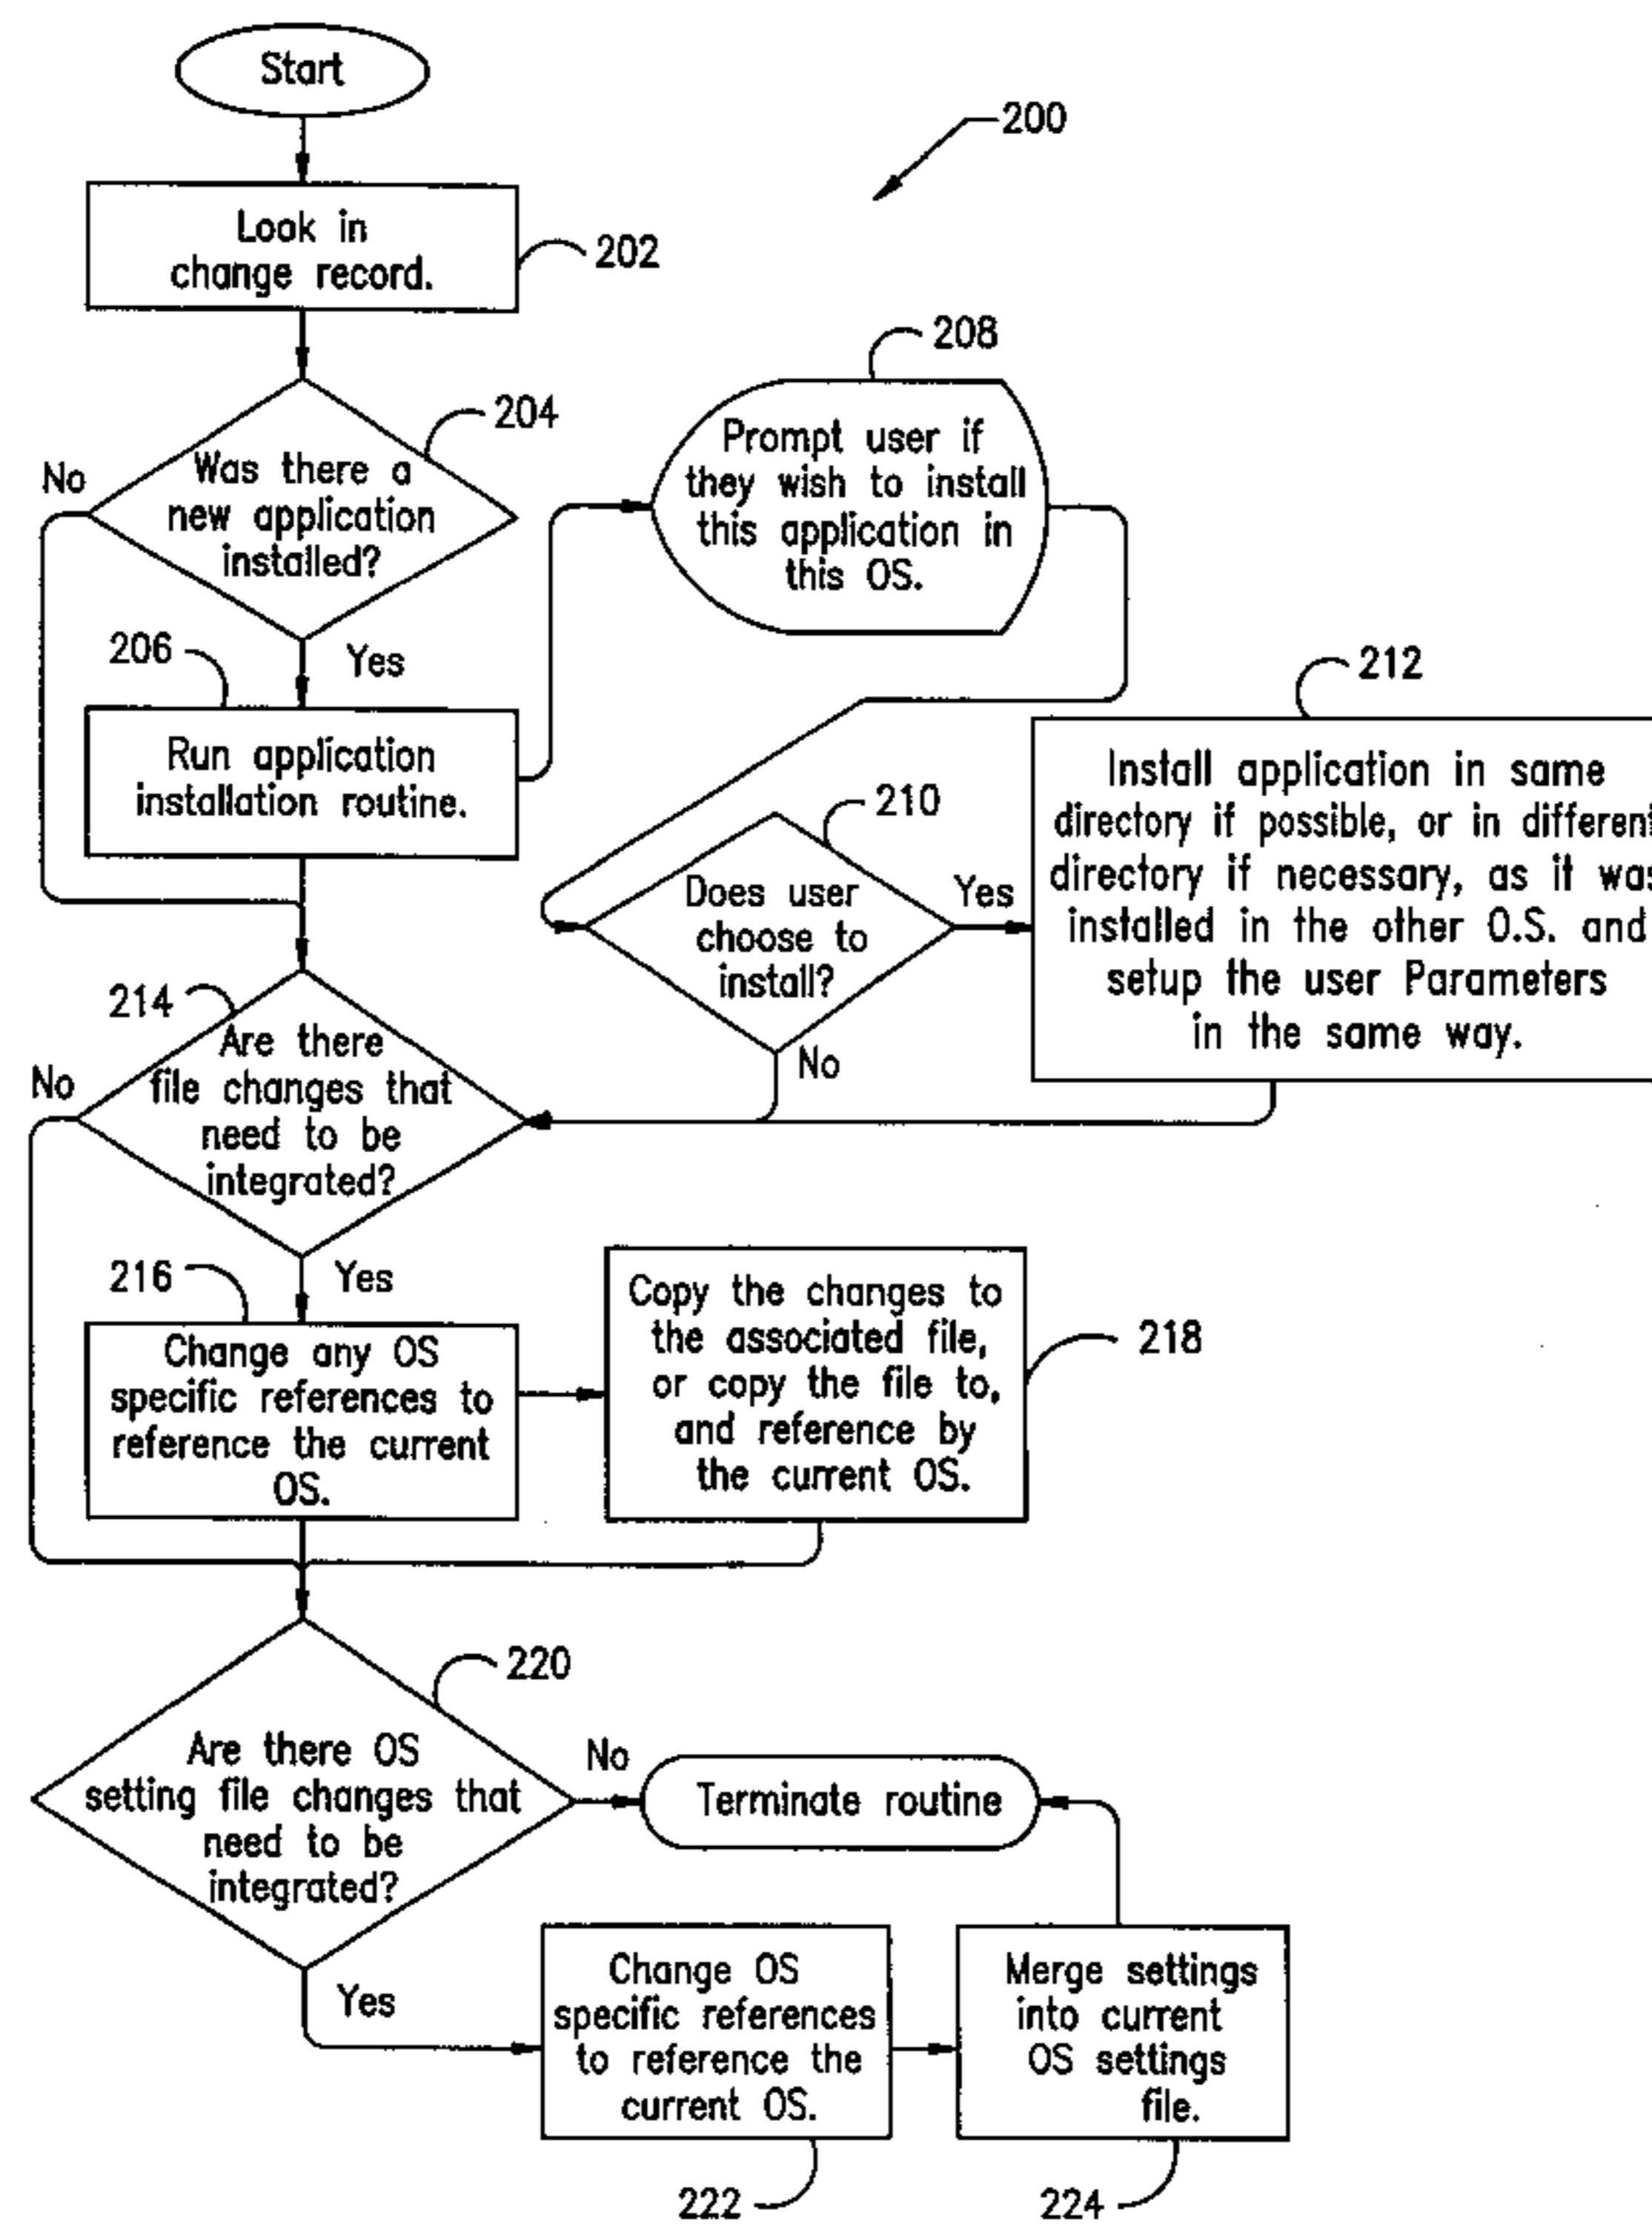 Start
200
Look in
change record.
202
208
204
Prompt user if
they wish to install
this application in
this OS.
No
Was there a
new application
installed?
206
Yes
212
Run application
installation routine.
Install application in same
directory if possible, or in different
directory if necessary, as it was
installed in the other O.S. and
setup the user Parameters
in the same way.
210
Does user
choose to
install?
Yes
No
214
Are there
file changes that
need to be
integrated?
No
216
Yes
Change any OS
specific references to
reference the current
OS.
Copy the changes to
the associated file,
or copy the file to,
and reference by
the current OS.
218
220
Are there OS
setting file changes that
need to be
integrated?
No
Terminate routine
Yes
Change OS
specific references
to reference the
current OS.
Merge settings
into current
OS settings
file.
222
224